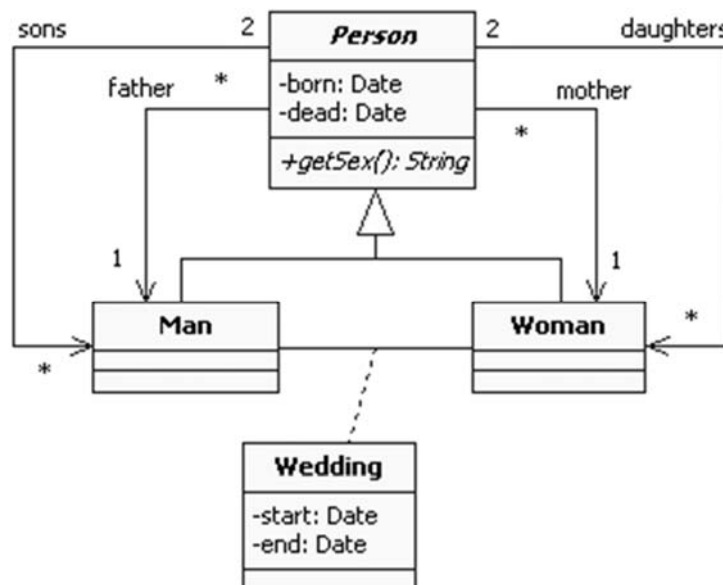 sons
2
Person
2
daughters
father
*
-born: Date
-dead: Date
*
mother
+getSex(): String
1
1
Man
Woman
*
*
Wedding
-start: Date
-end: Date